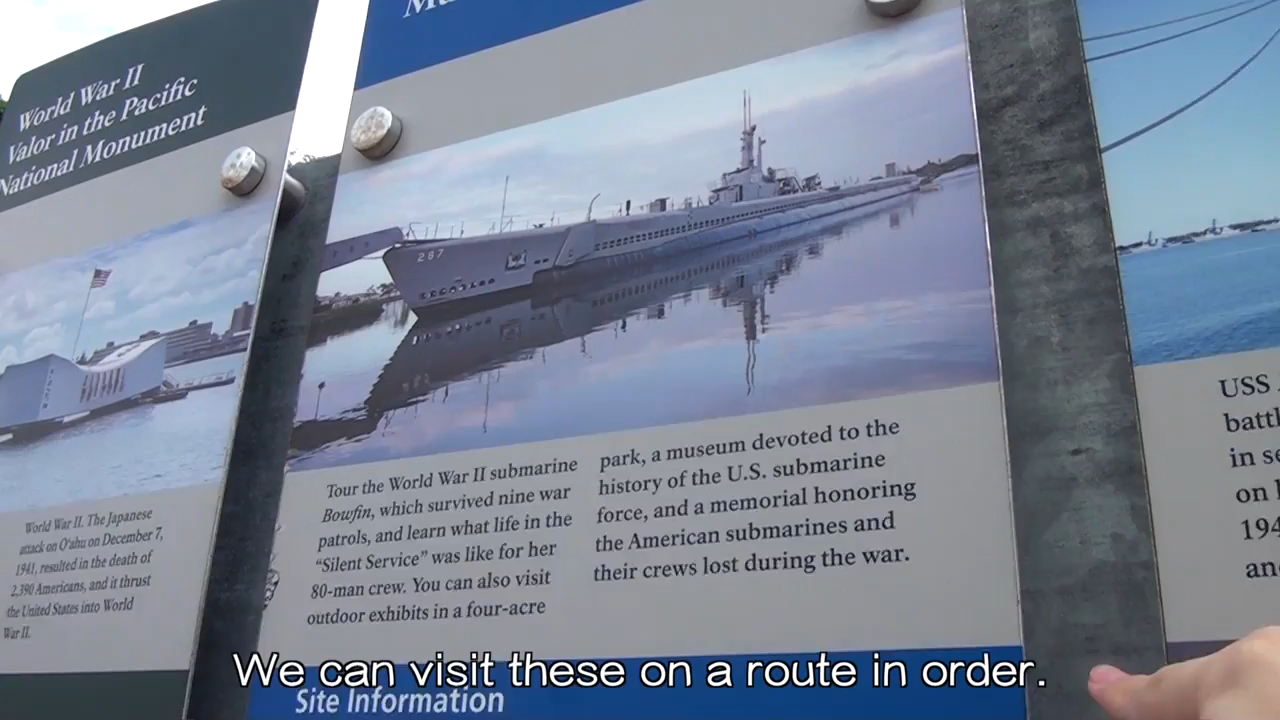 World War II
Valor in the Pacific
National Monument
World War II. The Japanese
attack on O'ahu on December 7,
1941, resulted in the death of
2,390 Americans, and it thrust
the United States into World
War II.
287
Tour the World War II submarine
Bowfin, which survived nine war
patrols, and learn what life in the
“Silent Service” was like for her
80-man crew. You can also visit
outdoor exhibits in a four-acre
park, a museum devoted to the
history of the U.S. submarine
force, and a memorial honoring
the American submarines and
their crews lost during the war.
Site Information
USS
in
on
We can visit these on a route in order.